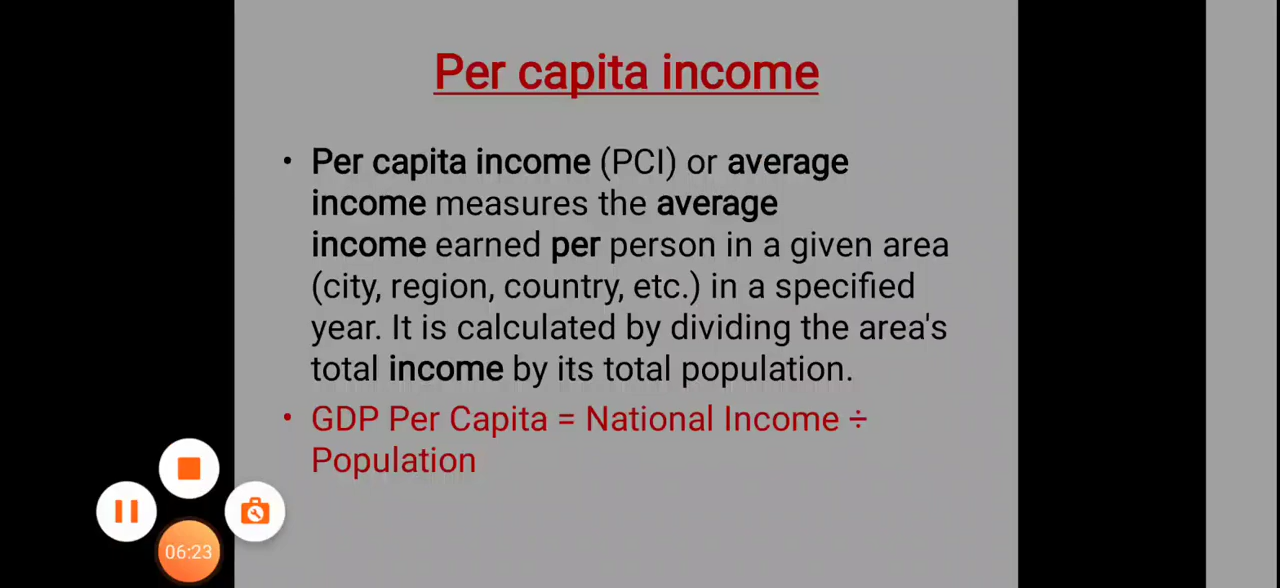 Per capita income
• Per capita income (PCI) or average
income measures the average
income earned per person in a given area
(city, region, country, etc.) in a specified
year. It is calculated by dividing the area's
total income by its total population.
• GDP Per Capita = National Income ÷
Population
06:23